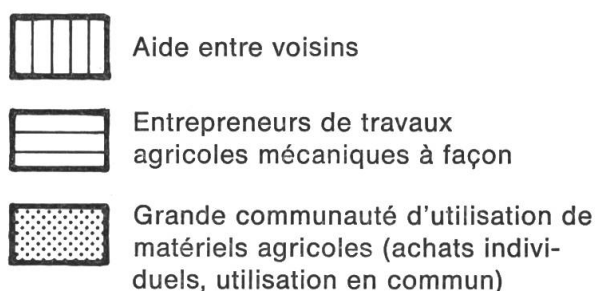 Aide entre voisins
Entrepreneurs de travaux
agricoles mécaniques à façon
Grande communauté d'utilisation de
matériels agricoles (achats indivi-
duels, utilisation en commun)